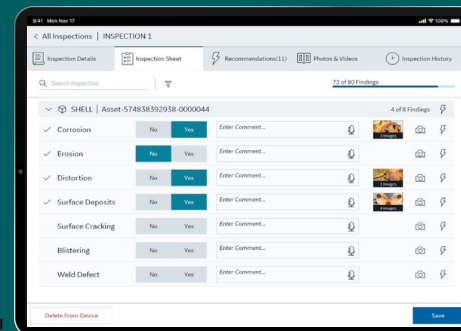 9:41 Mon Nov 17
100%
< All Inspections | INSPECTION 1
Inspection Details
Inspection Sheet
Recommendations(11)
Photos & Videos
Inspection History
Search Inspection
73 of 80 Findings
SHELL | Asset-574838392938-0000044
4 of 8 Findings
Corrosion No Yes Enter Comment... 3 Images
Erosion No Yes Enter Comment...
Distortion No Yes Enter Comment... 1 Images
Surface Deposits No Yes Enter Comment... 4 Images
Surface Cracking No Yes Enter Comment...
Blistering No Yes Enter Comment...
Weld Defect No Yes Enter Comment...
Delete From Device
Save